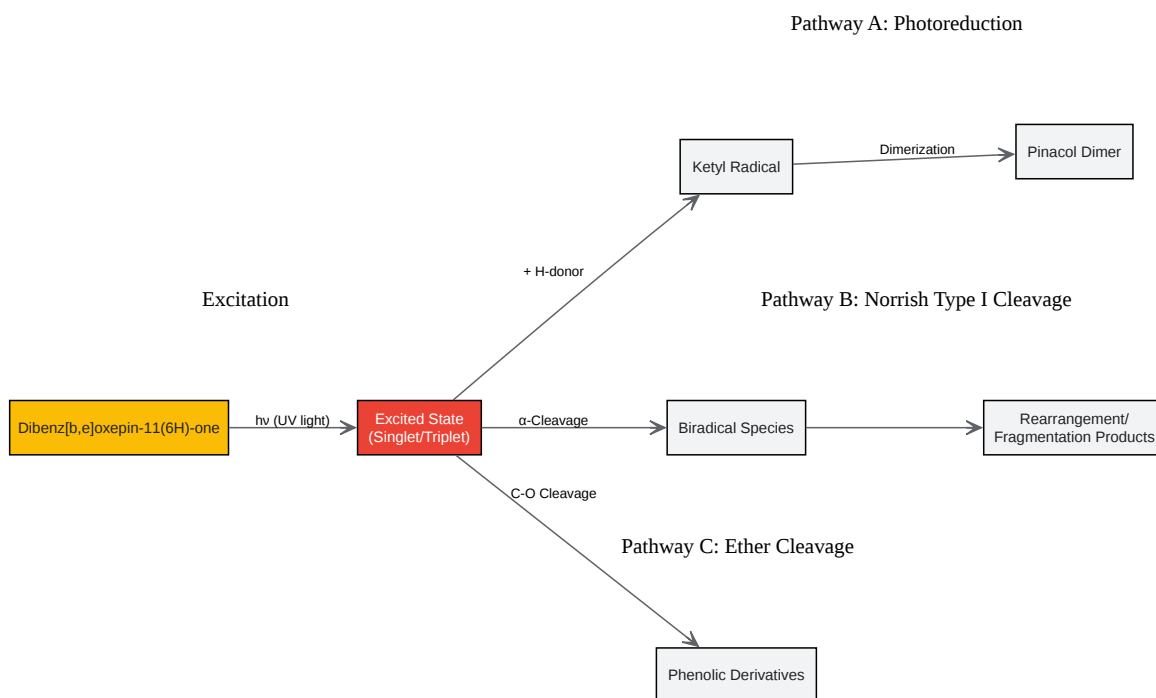 Pathway A: Photoreduction
Ketyl Radical
Dimerization
Pinacol Dimer
+ H-donor
Excitation
Pathway B: Norrish Type I Cleavage
Dibenz[b,e]oxepin-11(6H)-one
hν (UV light)
Excited State
(Singlet/Triplet)
α-Cleavage
Biradical Species
Rearrangement/
Fragmentation Products
C-O Cleavage
Pathway C: Ether Cleavage
Phenolic Derivatives